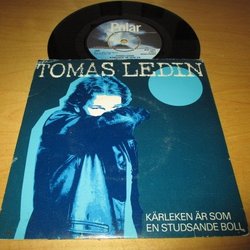 Polar
TOMAS LEDIN
KÄRLEKEN ÄR SOM
EN STUDSANDE BOLL